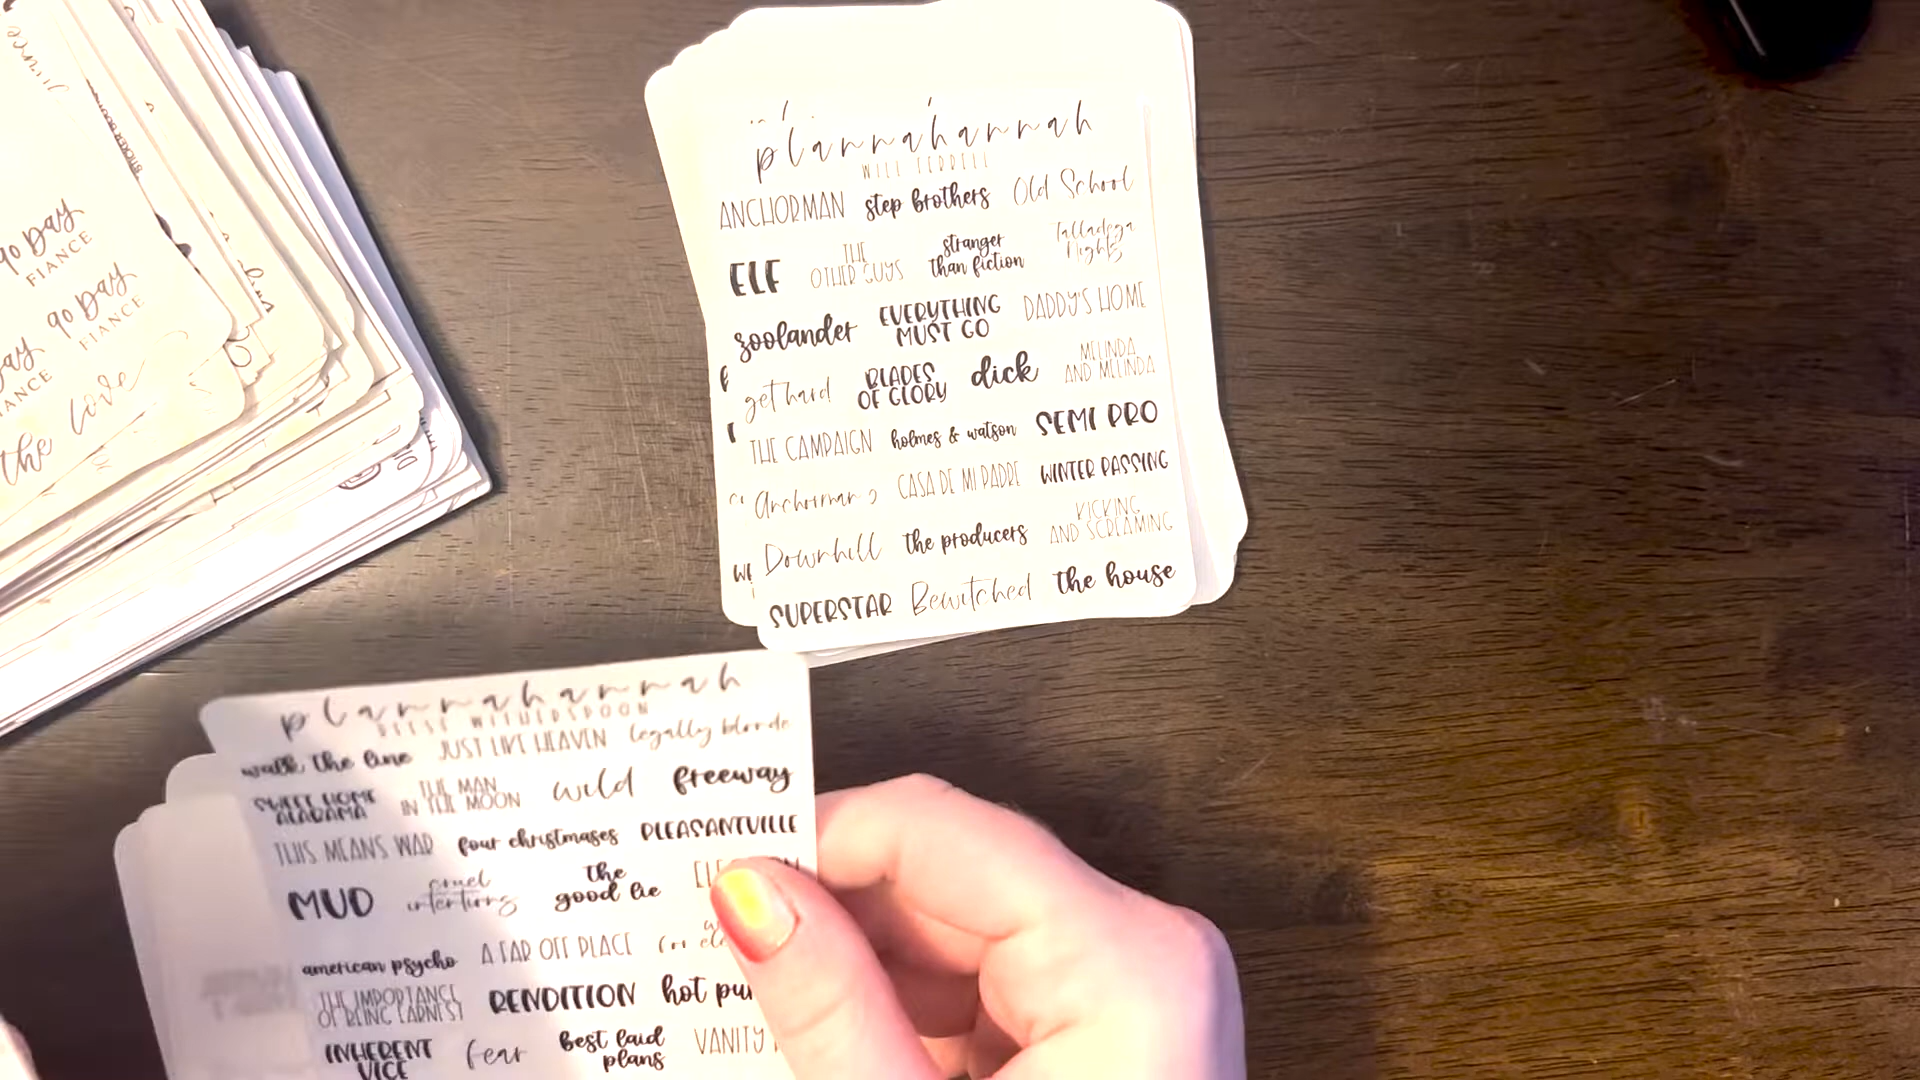 90 Day
FIANCE
90 Day
FIANCE
the love
STICKER
plannahannah
WILL FERRELL
ANCHORMAN step brothers Old School
ELF THE OTHER GUYS stranger than fiction Talladega Nights
zoolander EVERYTHING MUST GO DADDY'S HOME
get hard BLADES OF GLORY dick MELINDA AND MELINDA
THE CAMPAIGN holmes & watson SEMI PRO
Anchorman 2 CASA DE MI PADRE WINTER PASSING
Downhill the producers KICKING AND SCREAMING
SUPERSTAR Bewitched the house
plannahannah
REESE WITHERSPOON
walk the line JUST LIKE HEAVEN legally blonde
SWEET HOME ALABAMA THE MAN IN THE MOON wild freeway
THIS MEANS WAR four christmases PLEASANTVILLE
MUD cruel intentions the good lie
american psycho A FAR OFF PLACE
THE IMPORTANCE OF BEING EARNEST RENDITION hot
INHERENT VICE fear best laid plans VANITY